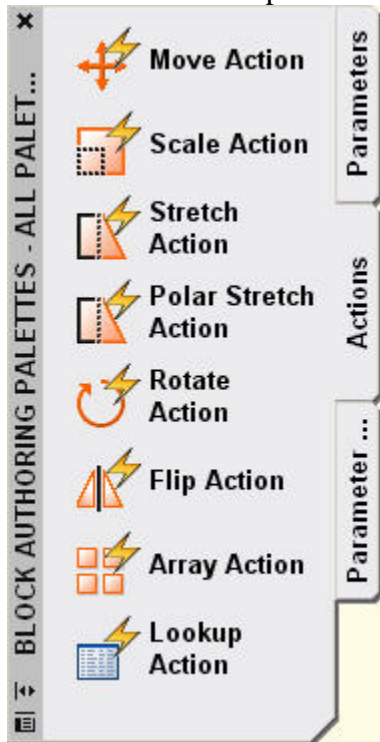 BLOCK AUTHORING PALETTES - ALL PALET...
Move Action
Scale Action
Stretch
Action
Polar Stretch
Action
Rotate
Action
Flip Action
Array Action
Lookup
Action
Parameters
Actions
Parameter ...